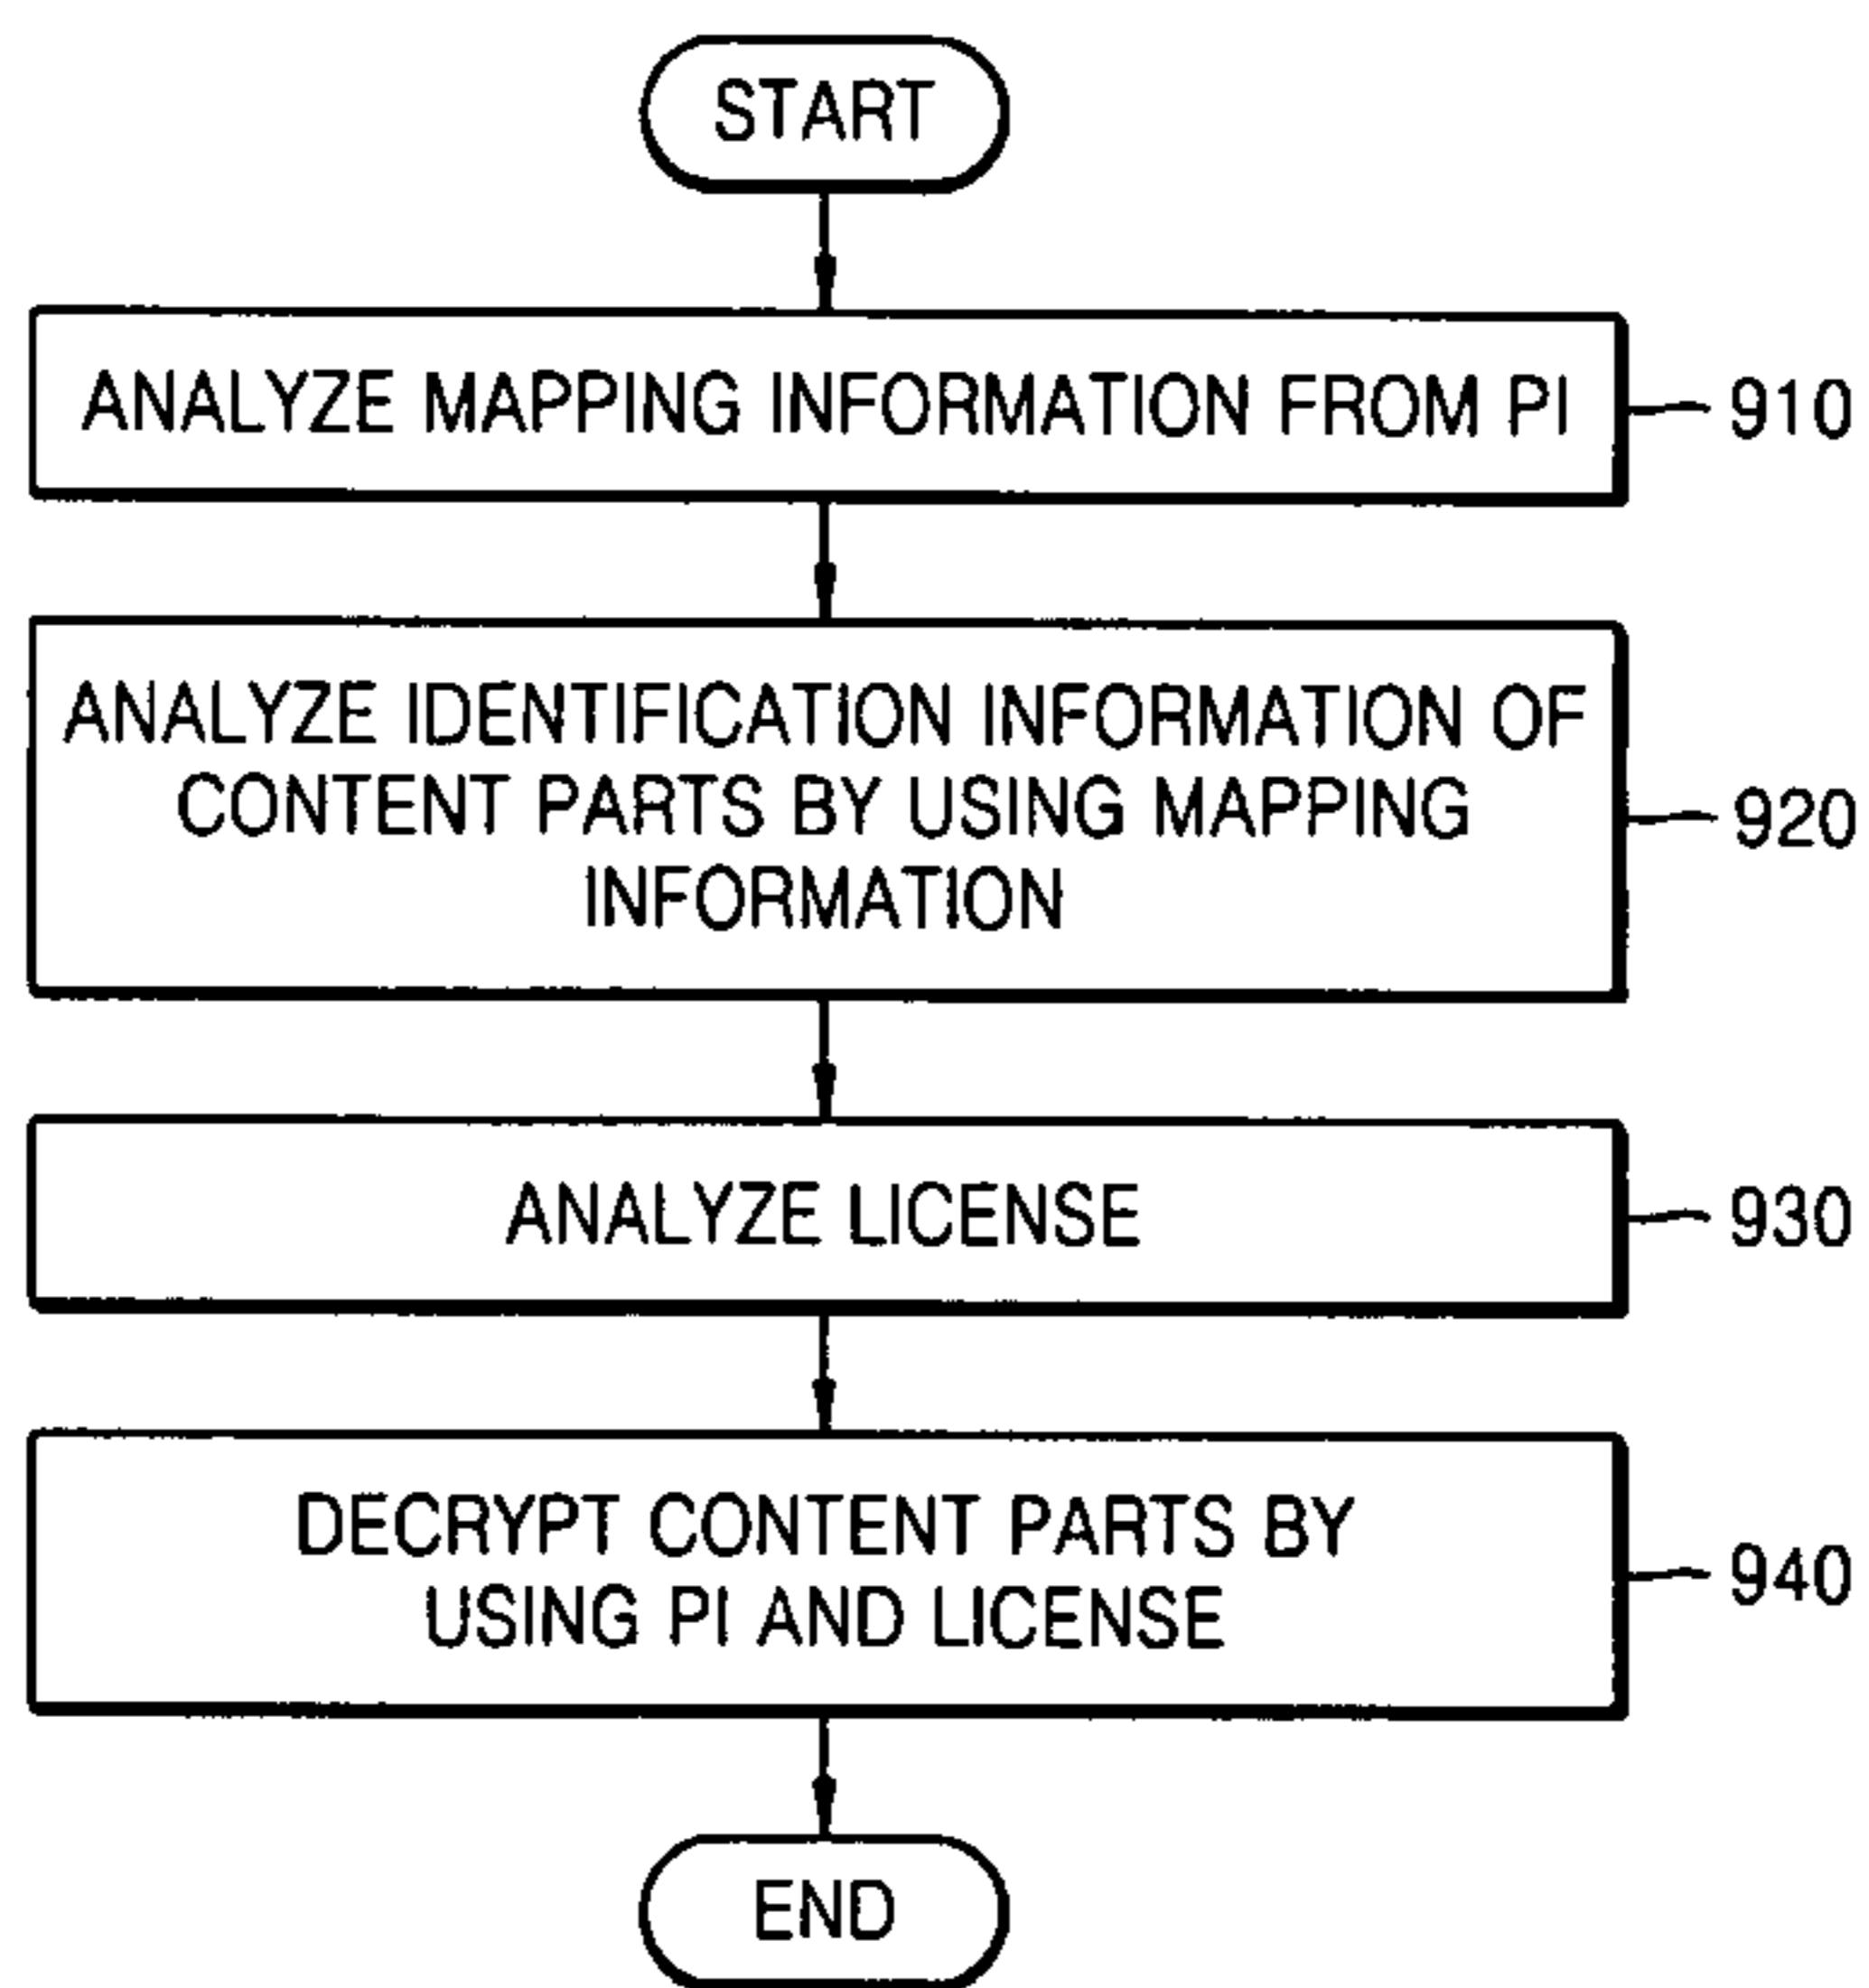 START
ANALYZE MAPPING INFORMATION FROM PI
910
ANALYZE IDENTIFICATION INFORMATION OF
CONTENT PARTS BY USING MAPPING
INFORMATION
920
ANALYZE LICENSE
930
DECRYPT CONTENT PARTS BY
USING PI AND LICENSE
940
END